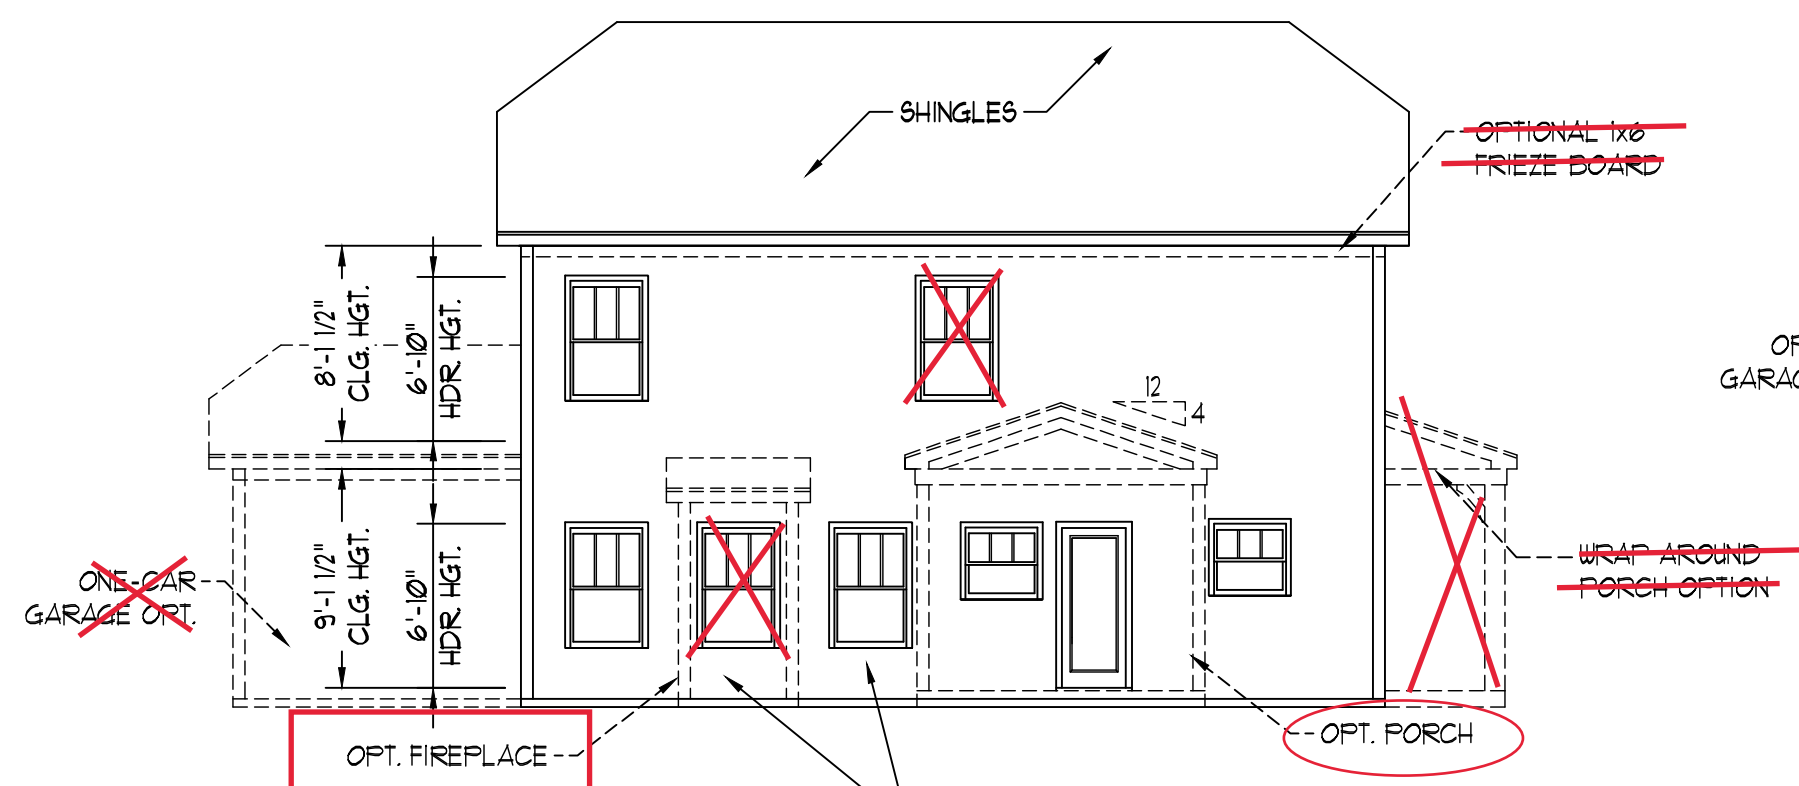 SHINGLES
OPTIONAL 1x6
FRIEZE BOARD
8'-1 1/2"
CLG. HGT.
6'-10"
HDR. HGT.
12
4
9'-1 1/2"
CLG. HGT.
6'-10"
HDR. HGT.
ONE-CAR
GARAGE OPT.
WRAP AROUND
PORCH OPTION
OPT. FIREPLACE
OPT. PORCH